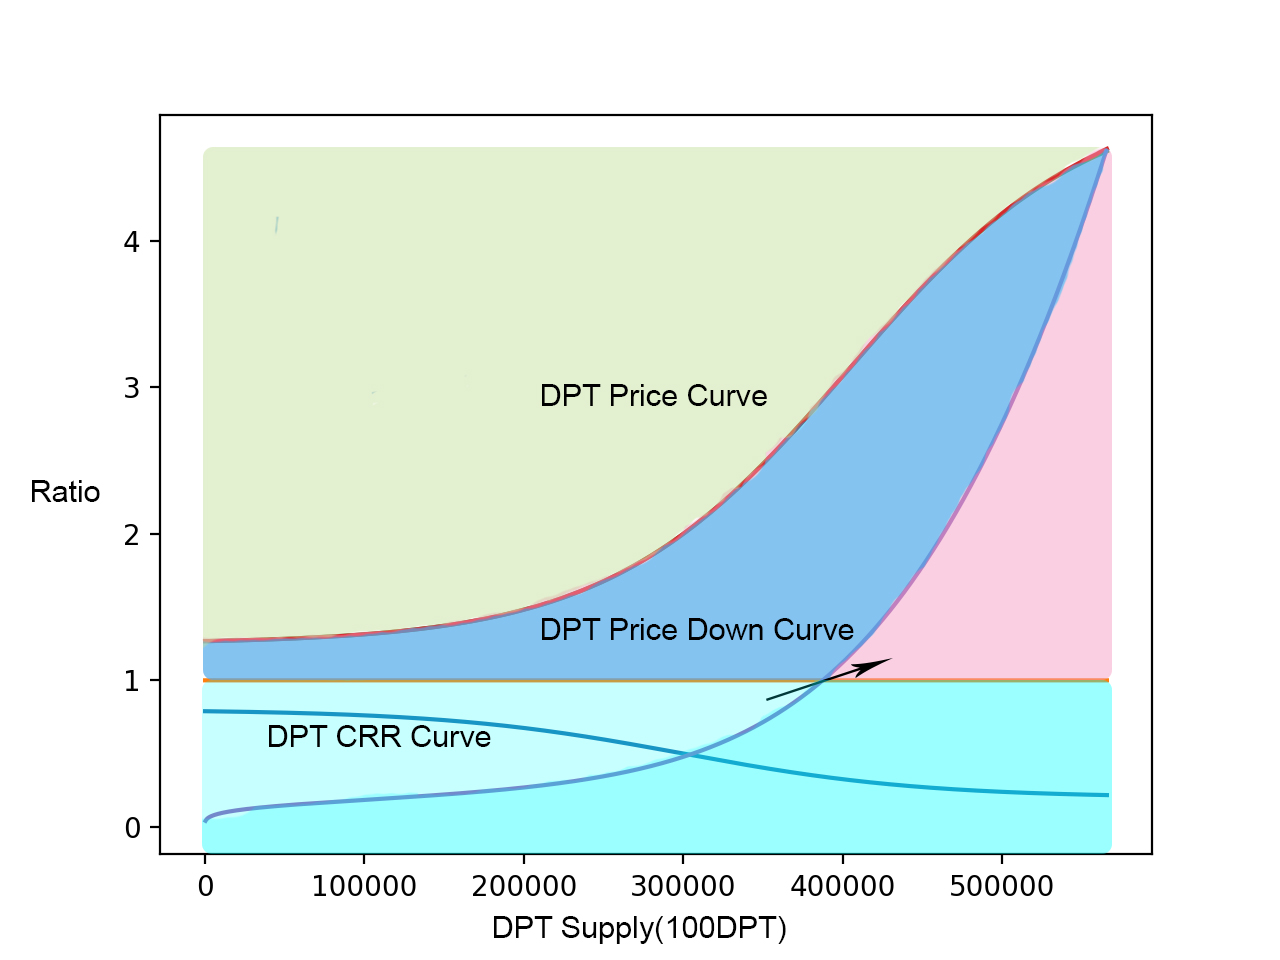 4
3
DPT Price Curve
Ratio
2
DPT Price Down Curve
1
DPT CRR Curve
0
0 100000 200000 300000 400000 500000
DPT Supply(100DPT)